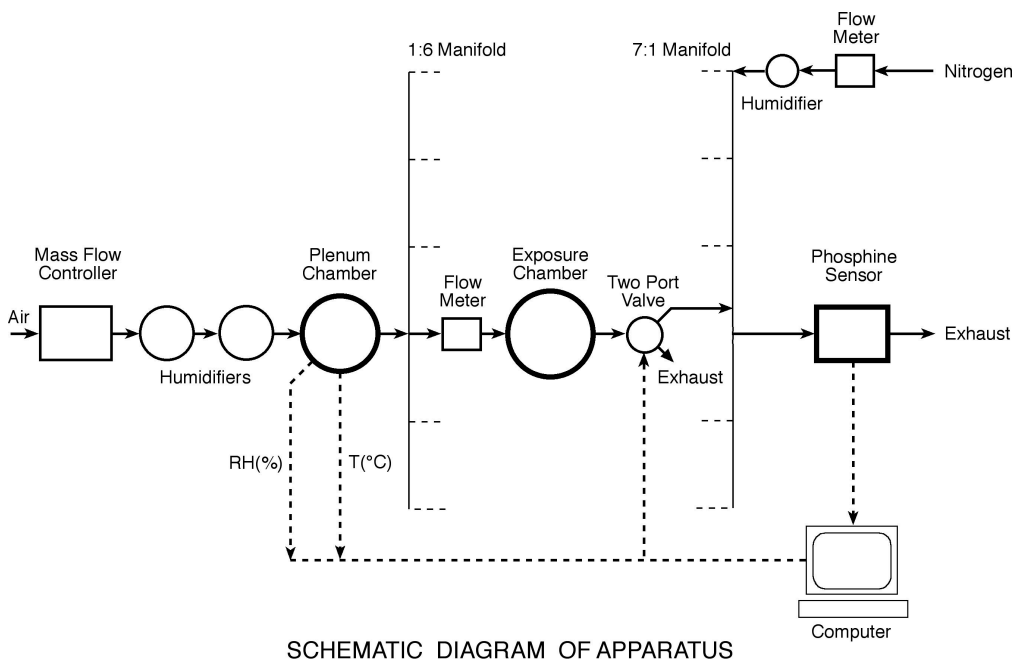 Flow
Meter
1:6 Manifold
7:1 Manifold
Nitrogen
Humidifier
Mass Flow
Controller
Plenum
Chamber
Exposure
Chamber
Phosphine
Sensor
Flow
Meter
Two Port
Valve
Air
Exhaust
Humidifiers
Exhaust
RH(%)
T(°C)
Computer
SCHEMATIC DIAGRAM OF APPARATUS